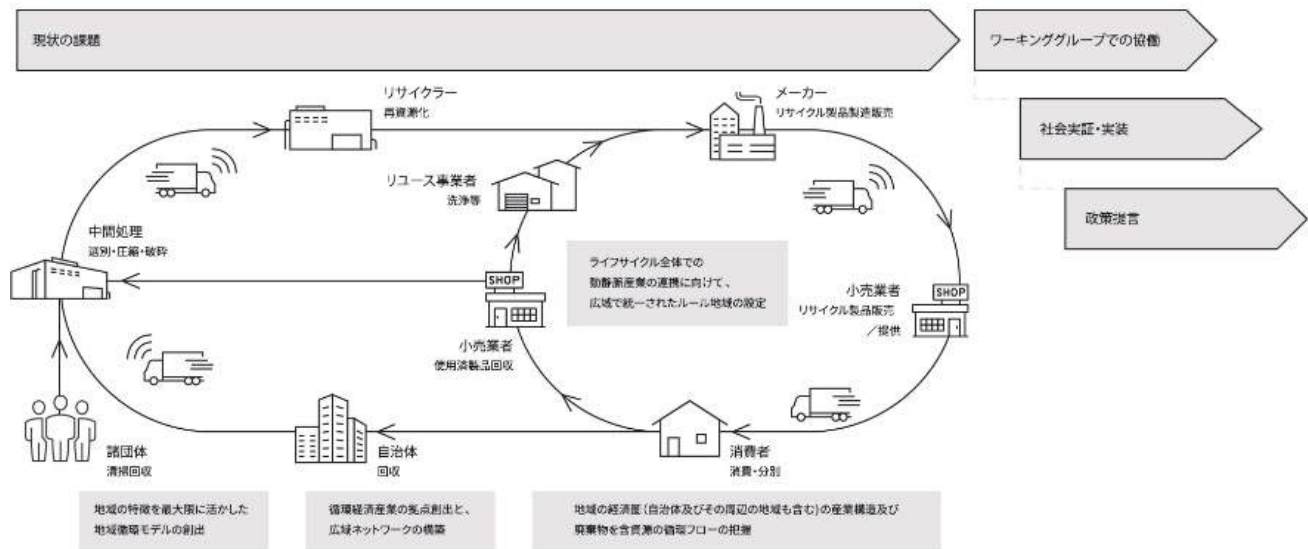 現状の課題
ワーキンググループでの協働
社会実証・実装
政策提言
リサイクラー
再資源化
メーカー
リサイクル製品製造販売
リユース事業者
洗浄等
中間処理
選別・圧縮・破砕
SHOP
ライフサイクル全体での
動静脈産業の連携に向けて、
広域で統一されたルール地域の設定
小売業者
リサイクル製品販売
／提供
SHOP
小売業者
使用済製品回収
諸団体
清掃回収
自治体
回収
消費者
消費・分別
地域の特徴を最大限に活かした
地域循環モデルの創出
循環経済産業の拠点創出と、
広域ネットワークの構築
地域の経済圏（自治体及びその周辺の地域も含む）の産業構造及び
廃棄物を含資源の循環フローの把握